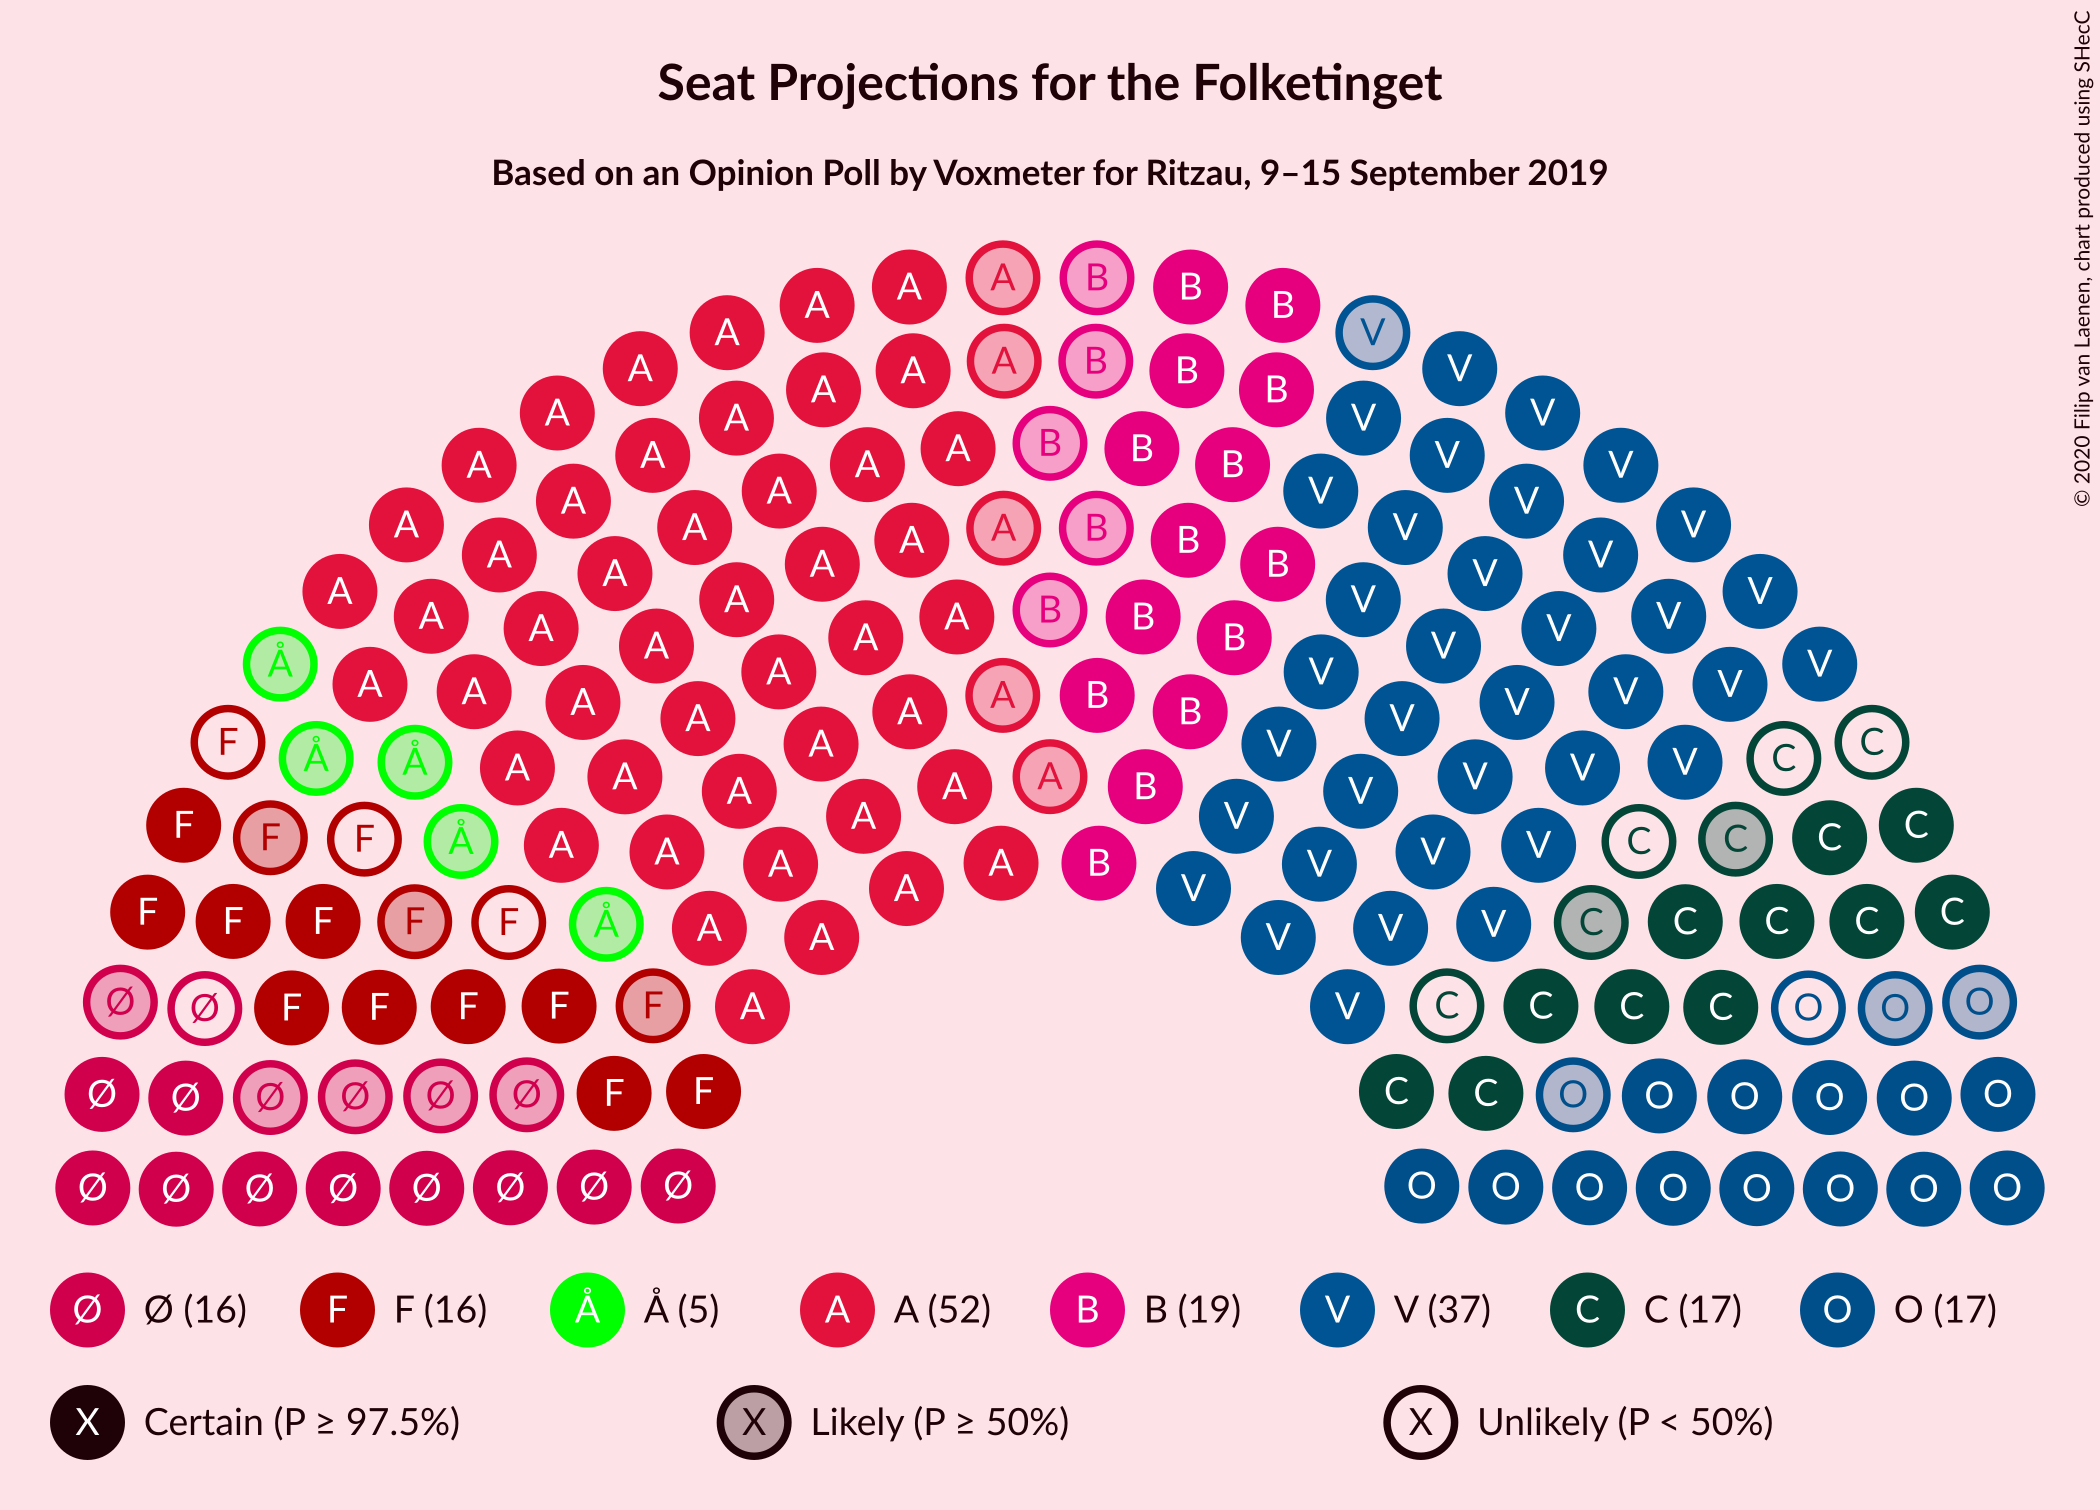 © 2020 Filip van Laenen, chart produced using SHecC
Seat Projections for the Folketinget
Based on an Opinion Poll by Voxmeter for Ritzau, 9–15 September 2019
A A A B B B
A V
A A A A B B B V
A A V V
A A A A B B B V V
A A V V
A A A A A B B V V V
A A A A B V V V
A A A A A B B B V V V
Å A A A A A B V V V V V
F Å Å A A A A B V V V V C C
A A A A B V V
F F F Å A A A A A B V V V V C C C C
F F F F F Å A A A V V V V C C C C C
Ø Ø F F F F F A V C C C C O O O
Ø Ø Ø Ø Ø Ø F F C C O O O O O O
Ø Ø Ø Ø Ø Ø Ø Ø O O O O O O O O
Ø Ø (16) F F (16) Å Å (5) A A (52) B B (19) V V (37) C C (17) O O (17)
X Certain (P ≥ 97.5%) X Likely (P ≥ 50%) X Unlikely (P < 50%)